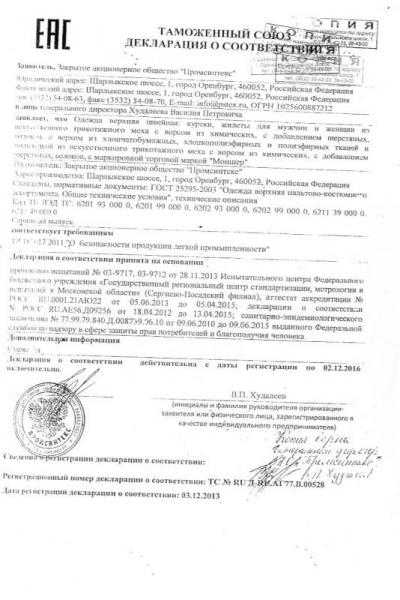 ЕАС
ТАМОЖЕННЫЙ СОЮЗ
ДЕКЛАРАЦИЯ О СООТВЕТСТВИИ
КОПИЯ
Заявитель, Закрытое акционерное общество "Промсинтекс"
Юридический адрес: Шарлыкское шоссе, 1, город Оренбург, 460052, Российская Федерация
Фактический адрес: Шарлыкское шоссе, 1, город Оренбург, 460052, Российская Федерация
(3532) 54-08-63, факс (3532) 54-08-70, E-mail: info@pstex.ru, ОГРН 1025600887212
в лице генерального директора Худалеева Василия Петровича
заявляет, что Одежда верхняя швейная: куртки, жилеты для мужчин и женщин из
искусственного трикотажного меха с верхом из химических, с добавлением шерстяных,
волокон, с верхом из хлопчатобумажных, хлопкополиэфирных и полиэфирных тканей и
подкладкой из искусственного трикотажного меха с верхом из химических, с добавлением
шерстяных, волокон, с маркировкой торговой маркой "Монцер"
Изготовитель: Закрытое акционерное общество "Промсинтекс"
Адрес производства: Шарлыкское шоссе, 1, город Оренбург, 460052, Российская Федерация
Стандарты, нормативные документы: ГОСТ 25295-2003 "Одежда верхняя пальтово-костюмного
ассортимента. Общие технические условия", технические описания
Код ТН ВЭД ТС: 6201 93 000 0, 6201 99 000 0, 6202 93 000 0, 6202 99 000 0, 6211 39 000 0,
6211 49 000 0
Серийный выпуск
соответствует требованиям
ТР ТС 017/2011 "О безопасности продукции легкой промышленности"
Декларация о соответствии принята на основании
протоколов испытаний № 03-9717, 03-9712 от 28.11.2013 Испытательного центра Федерального
бюджетного учреждения «Государственный региональный центр стандартизации, метрологии и
испытаний в Московской области» (Сергиево-Посадский филиал), аттестат аккредитации №
РОСС RU.0001.21АЮ22 от 05.06.2013 до 05.04.2015; декларации о соответствии
№ РОСС RU.АЕ56.Д09256 от 18.04.2012 до 13.04.2015; санитарно-эпидемиологического
заключения № 77.99.79.840.Д.008759.06.10 от 09.06.2010 до 09.06.2015 выданного Федеральной
службой по надзору в сфере защиты прав потребителей и благополучия человека
Дополнительная информация
Декларация о соответствии действительна с даты регистрации по 02.12.2016
включительно.
В.П. Худалеев
(инициалы и фамилия руководителя организации-
заявителя или физического лица, зарегистрированного в
качестве индивидуального предпринимателя)
Копия верна
Генеральный директор
"Промсинтекс"
В.П. Худалеев
Сведения о регистрации декларации о соответствии:
Регистрационный номер декларации о соответствии: ТС № RU Д-RU.АГ77.В.00528
Дата регистрации декларации о соответствии: 03.12.2013